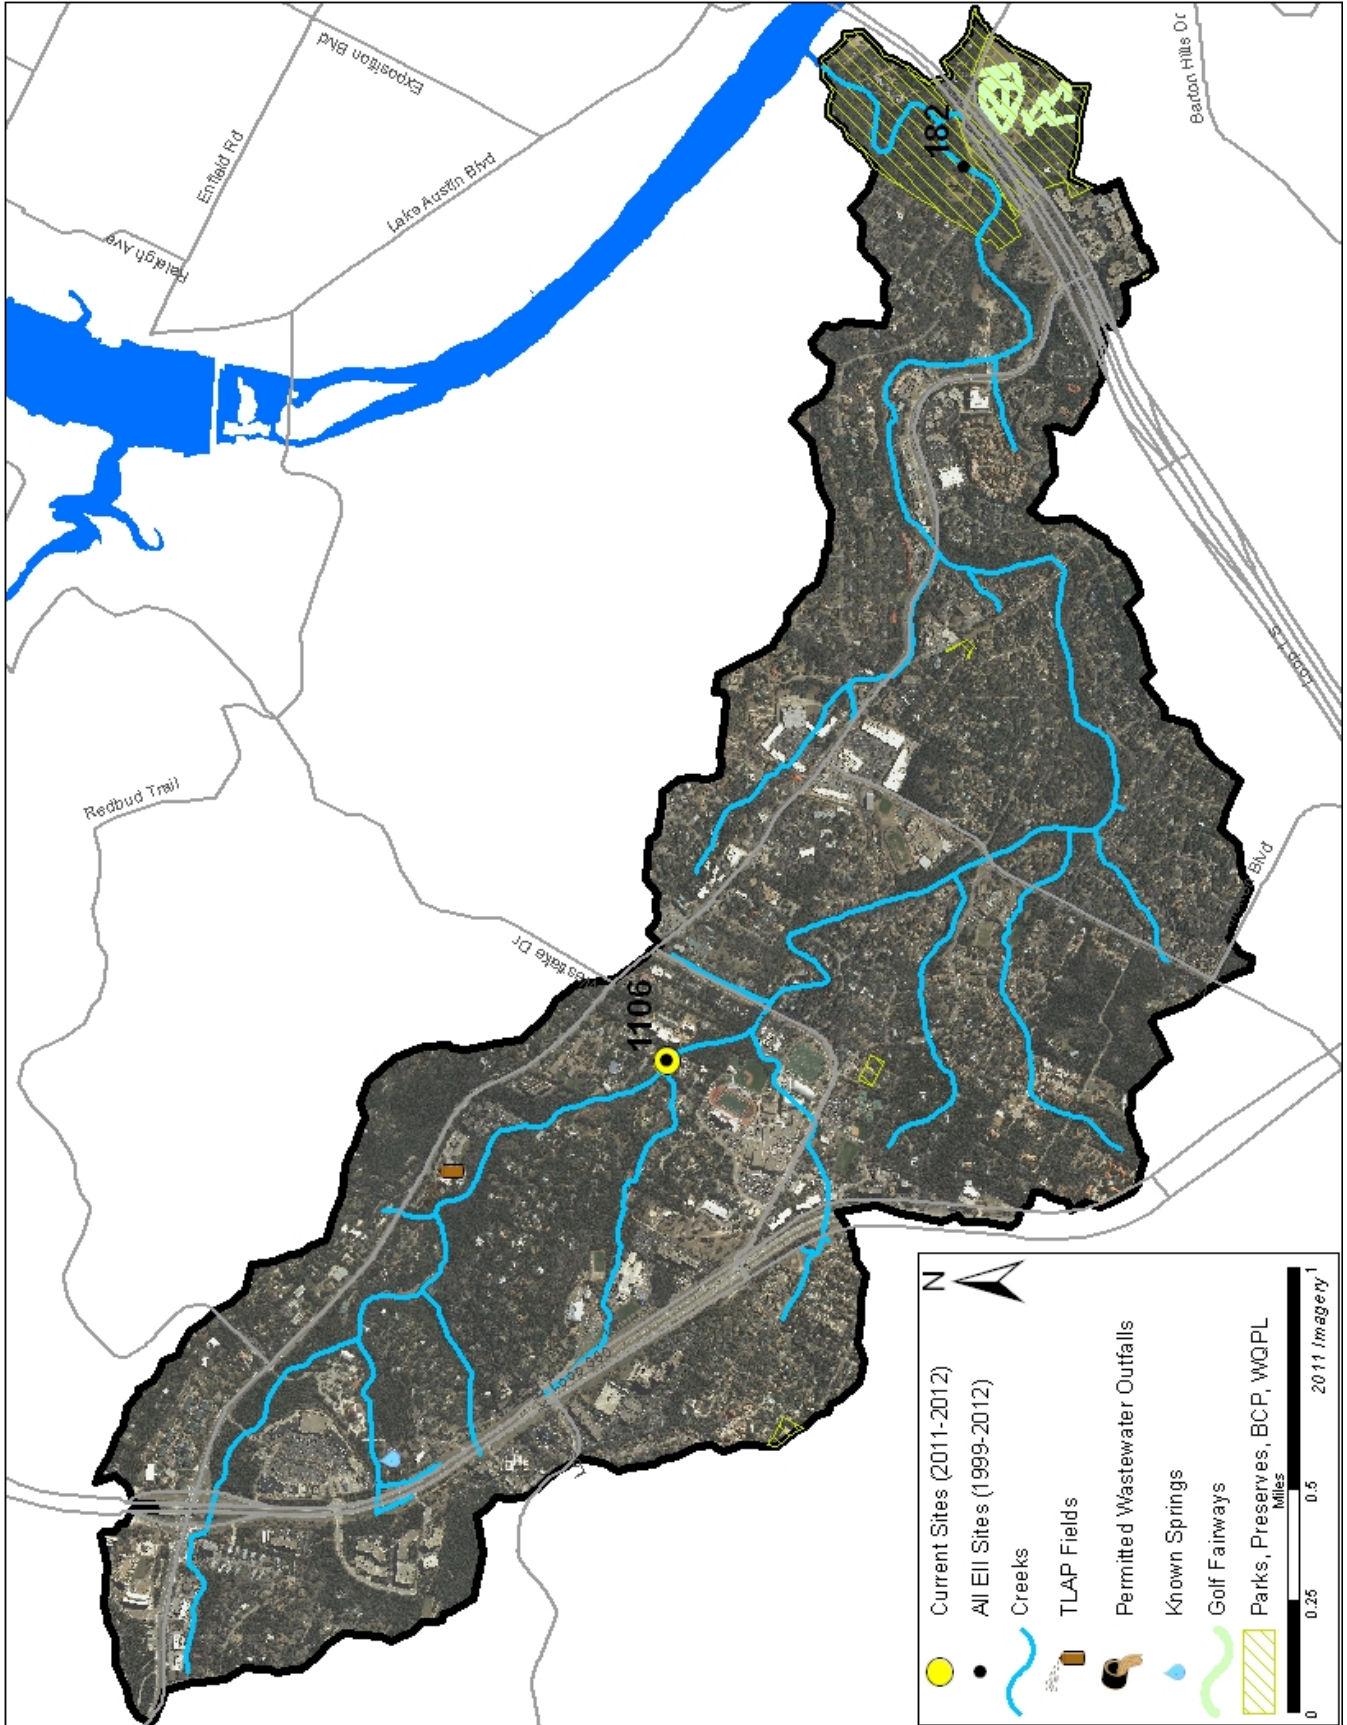 Exposition Blvd
Enfield Rd
Raleigh Ave
Lake Austin Blvd
Barton Hills Dr
182
Redbud Trail
Westlake Dr
1106
Loop 1 S
Blvd
Loop 360
L
N
Current Sites (2011-2012)
All EII Sites (1999-2012)
Creeks
TLAP Fields
Permitted Wastewater Outfalls
Known Springs
Golf Fairways
Parks, Preserves, BCP, WQPL
Miles
0 0.25 0.5 1
2011 Imagery